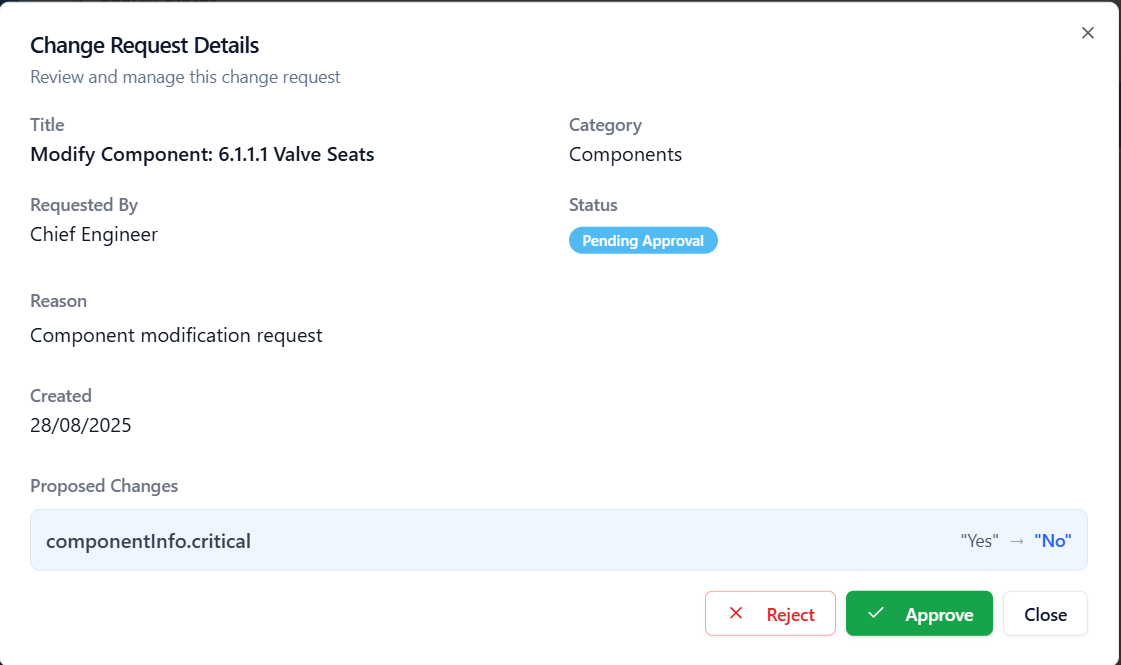 Change Request Details
Review and manage this change request
Title
Modify Component: 6.1.1.1 Valve Seats
Category
Components
Requested By
Chief Engineer
Status
Pending Approval
Reason
Component modification request
Created
28/08/2025
Proposed Changes
componentInfo.critical
"Yes" → "No"
Reject
Approve
Close